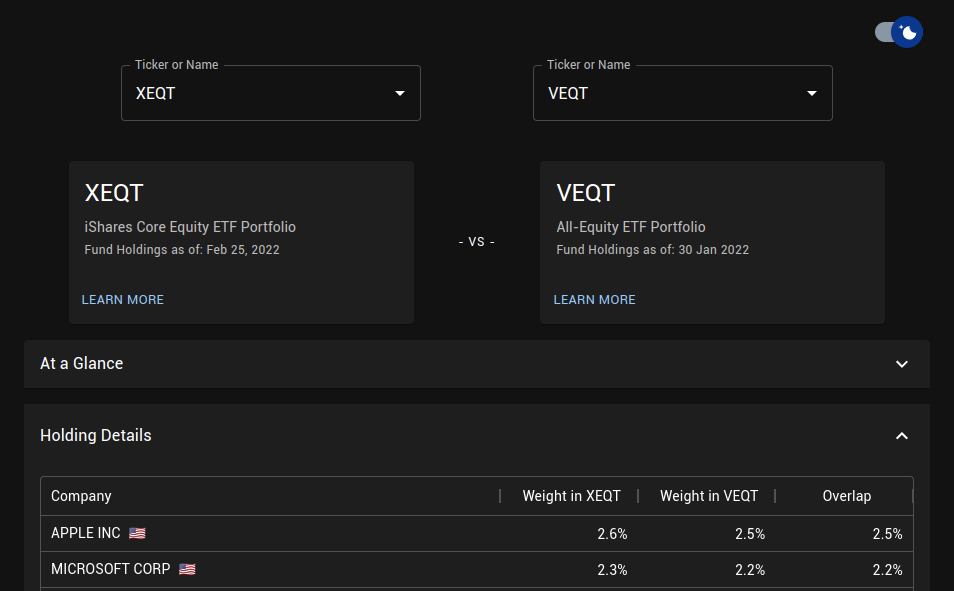 Ticker or Name
XEQT
Ticker or Name
VEQT
XEQT
iShares Core Equity ETF Portfolio
Fund Holdings as of: Feb 25, 2022
LEARN MORE
- VS -
VEQT
All-Equity ETF Portfolio
Fund Holdings as of: 30 Jan 2022
LEARN MORE
At a Glance
Holding Details
Company Weight in XEQT Weight in VEQT Overlap
APPLE INC 2.6% 2.5% 2.5%
MICROSOFT CORP 2.3% 2.2% 2.2%